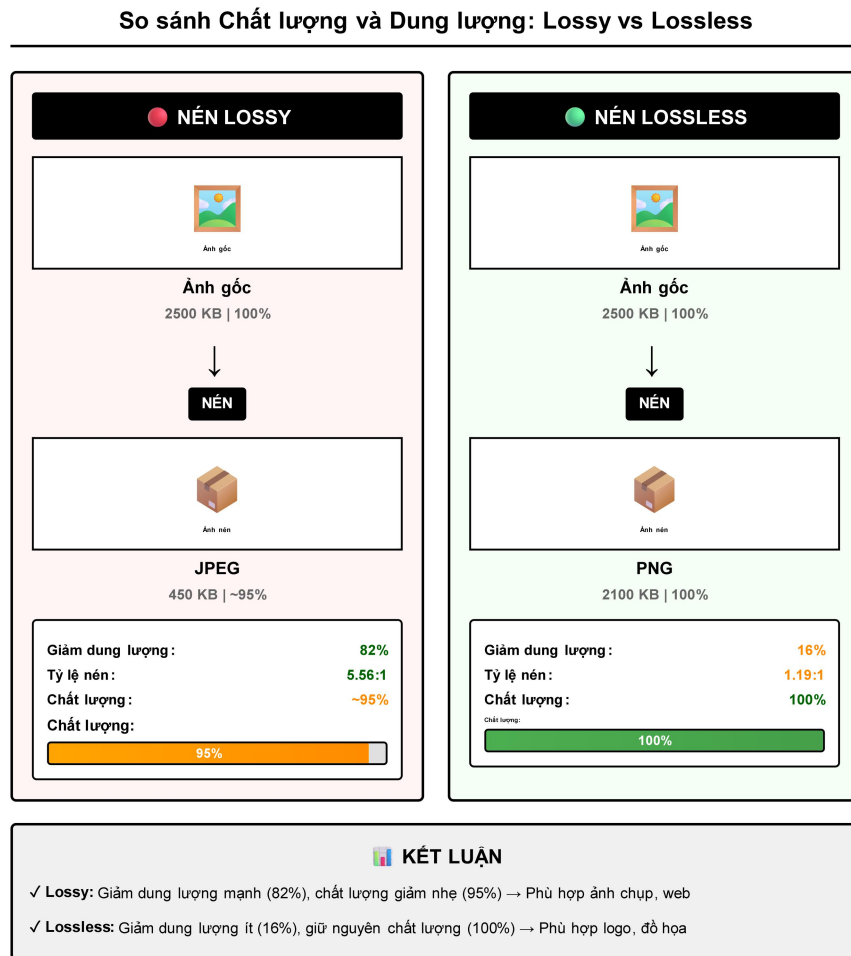 So sánh Chất lượng và Dung lượng: Lossy vs Lossless
NÉN LOSSY
Ảnh gốc
Ảnh gốc
2500 KB | 100%
↓
NÉN
Ảnh nén
JPEG
450 KB | ~95%
Giảm dung lượng: 82%
Tỷ lệ nén: 5.56:1
Chất lượng: ~95%
Chất lượng:
95%
NÉN LOSSLESS
Ảnh gốc
Ảnh gốc
2500 KB | 100%
↓
NÉN
Ảnh nén
PNG
2100 KB | 100%
Giảm dung lượng: 16%
Tỷ lệ nén: 1.19:1
Chất lượng: 100%
Chất lượng:
100%
KẾT LUẬN
✓ Lossy: Giảm dung lượng mạnh (82%), chất lượng giảm nhẹ (95%) → Phù hợp ảnh chụp, web
✓ Lossless: Giảm dung lượng ít (16%), giữ nguyên chất lượng (100%) → Phù hợp logo, đồ họa